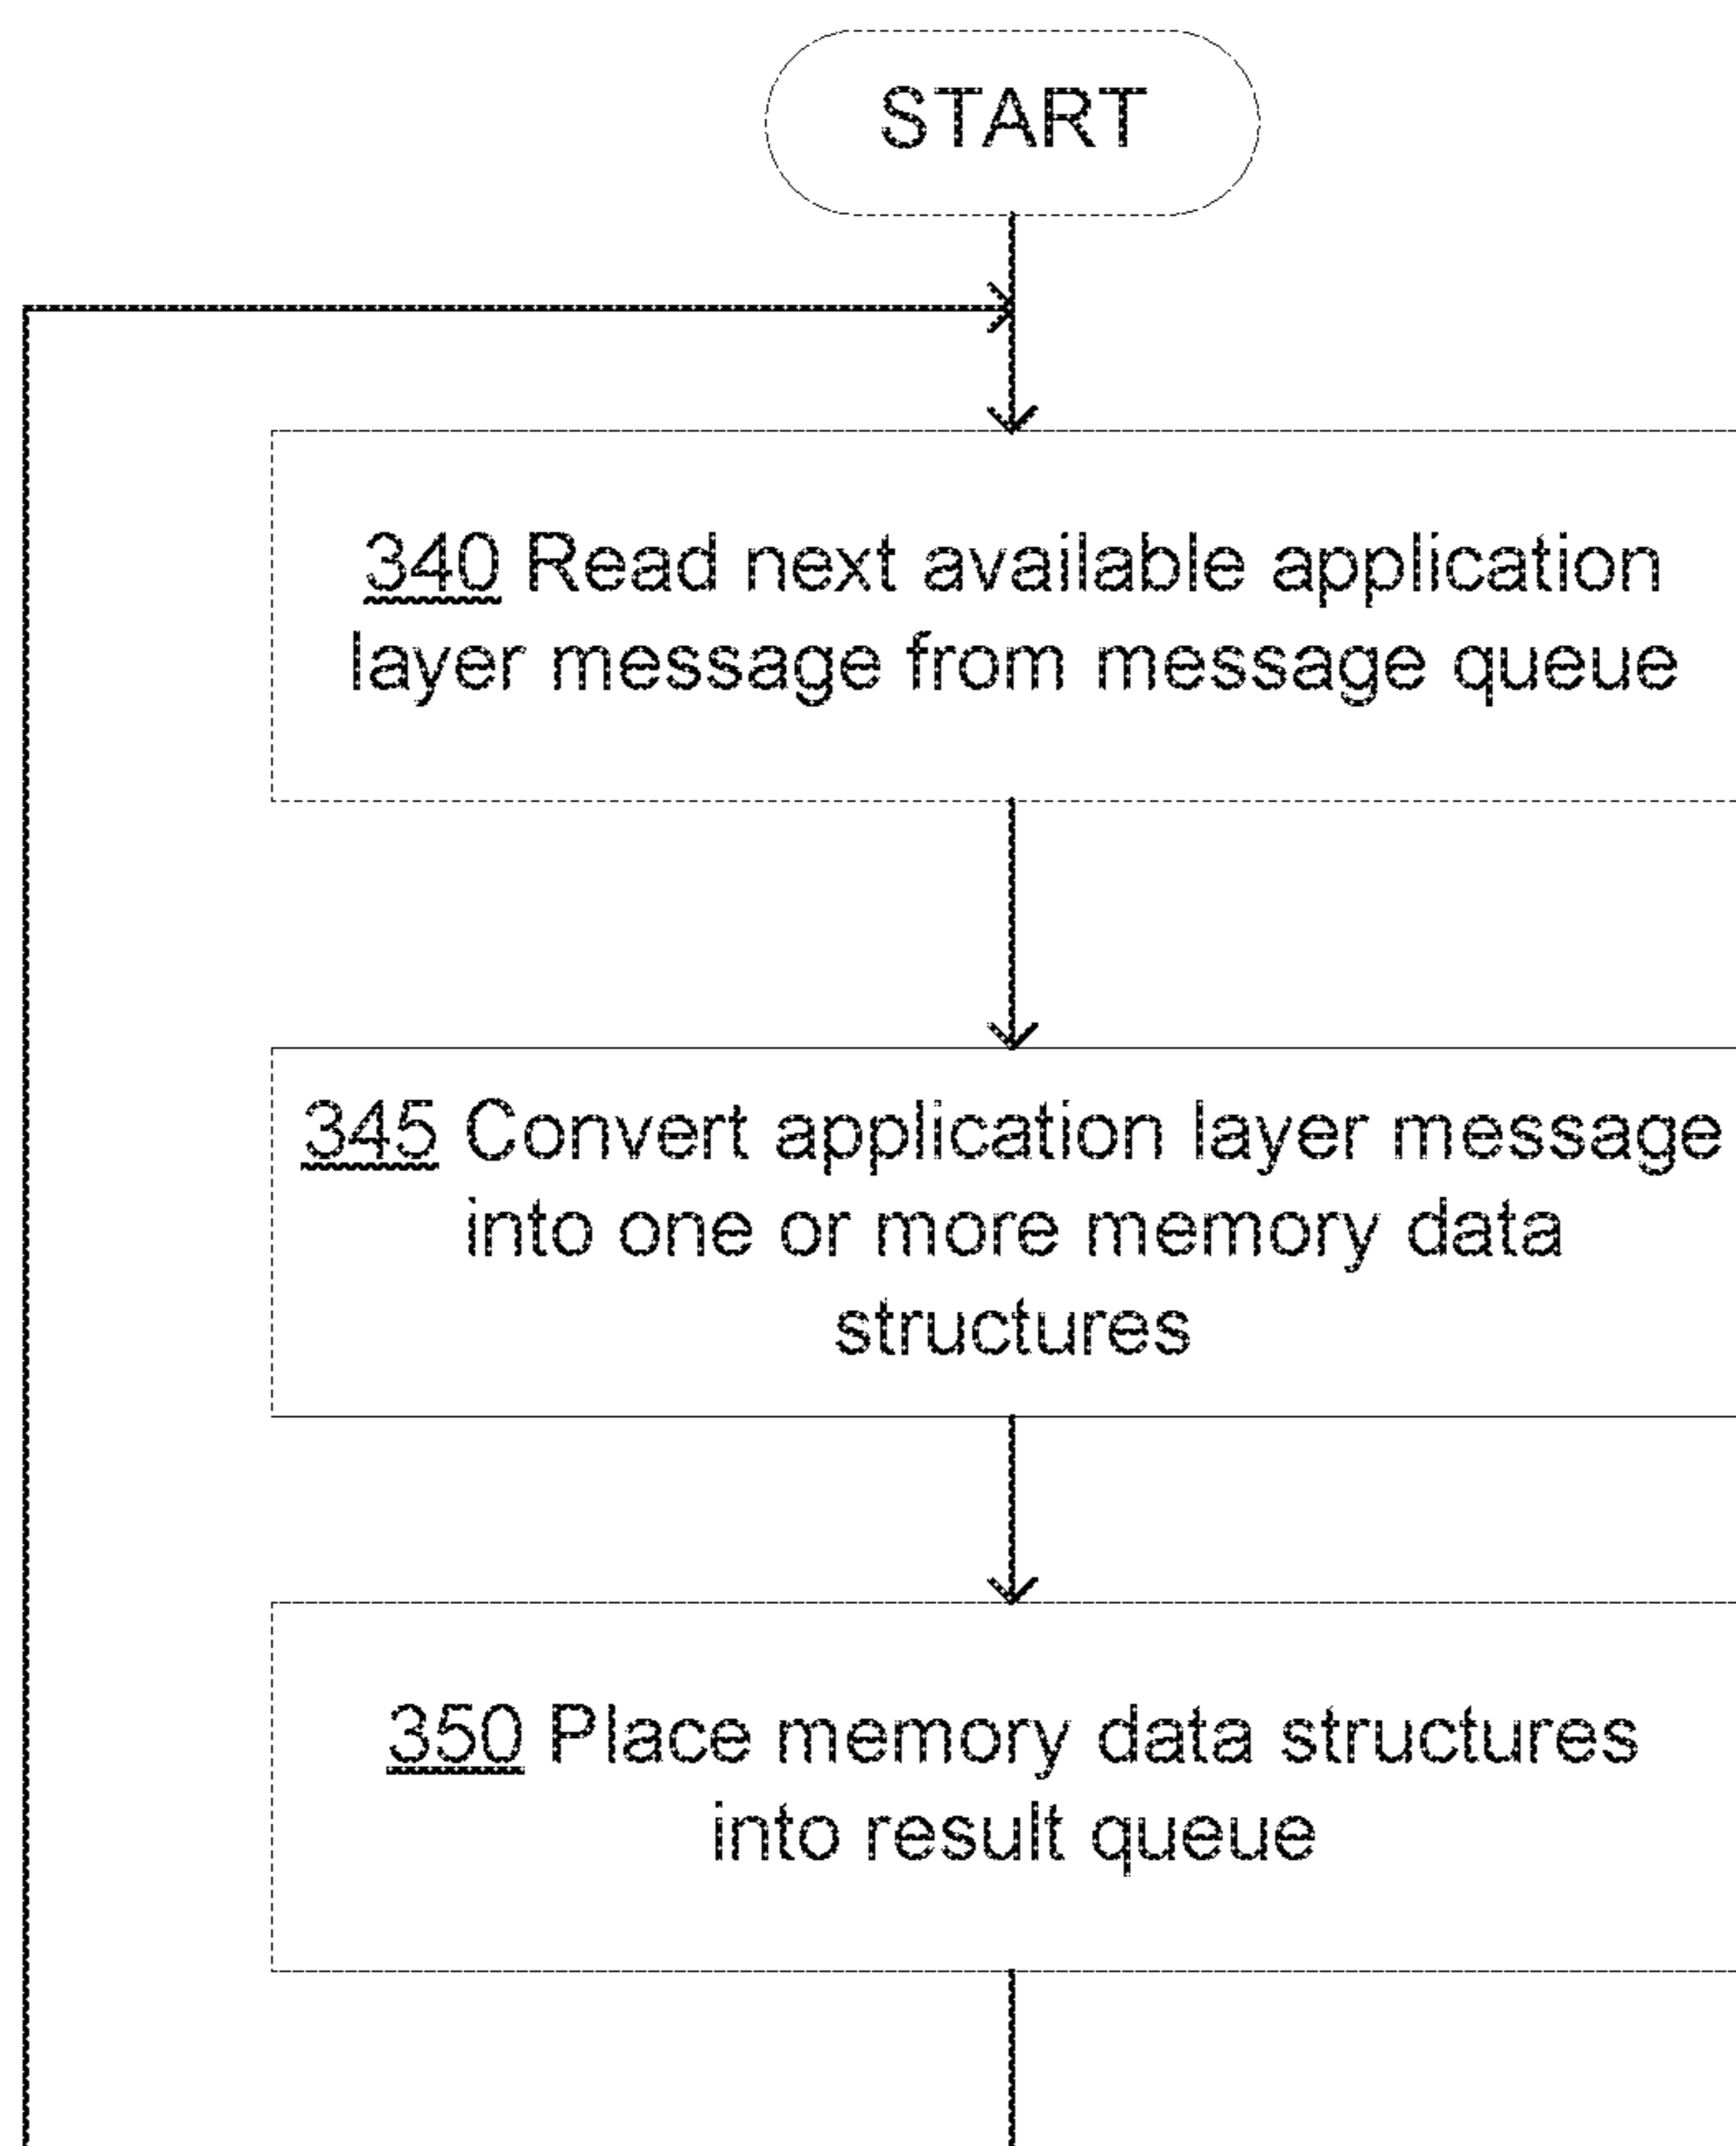 START
340 Read next available application
layer message from message queue
345 Convert application layer message
into one or more memory data
structures
350 Place memory data structures
into result queue